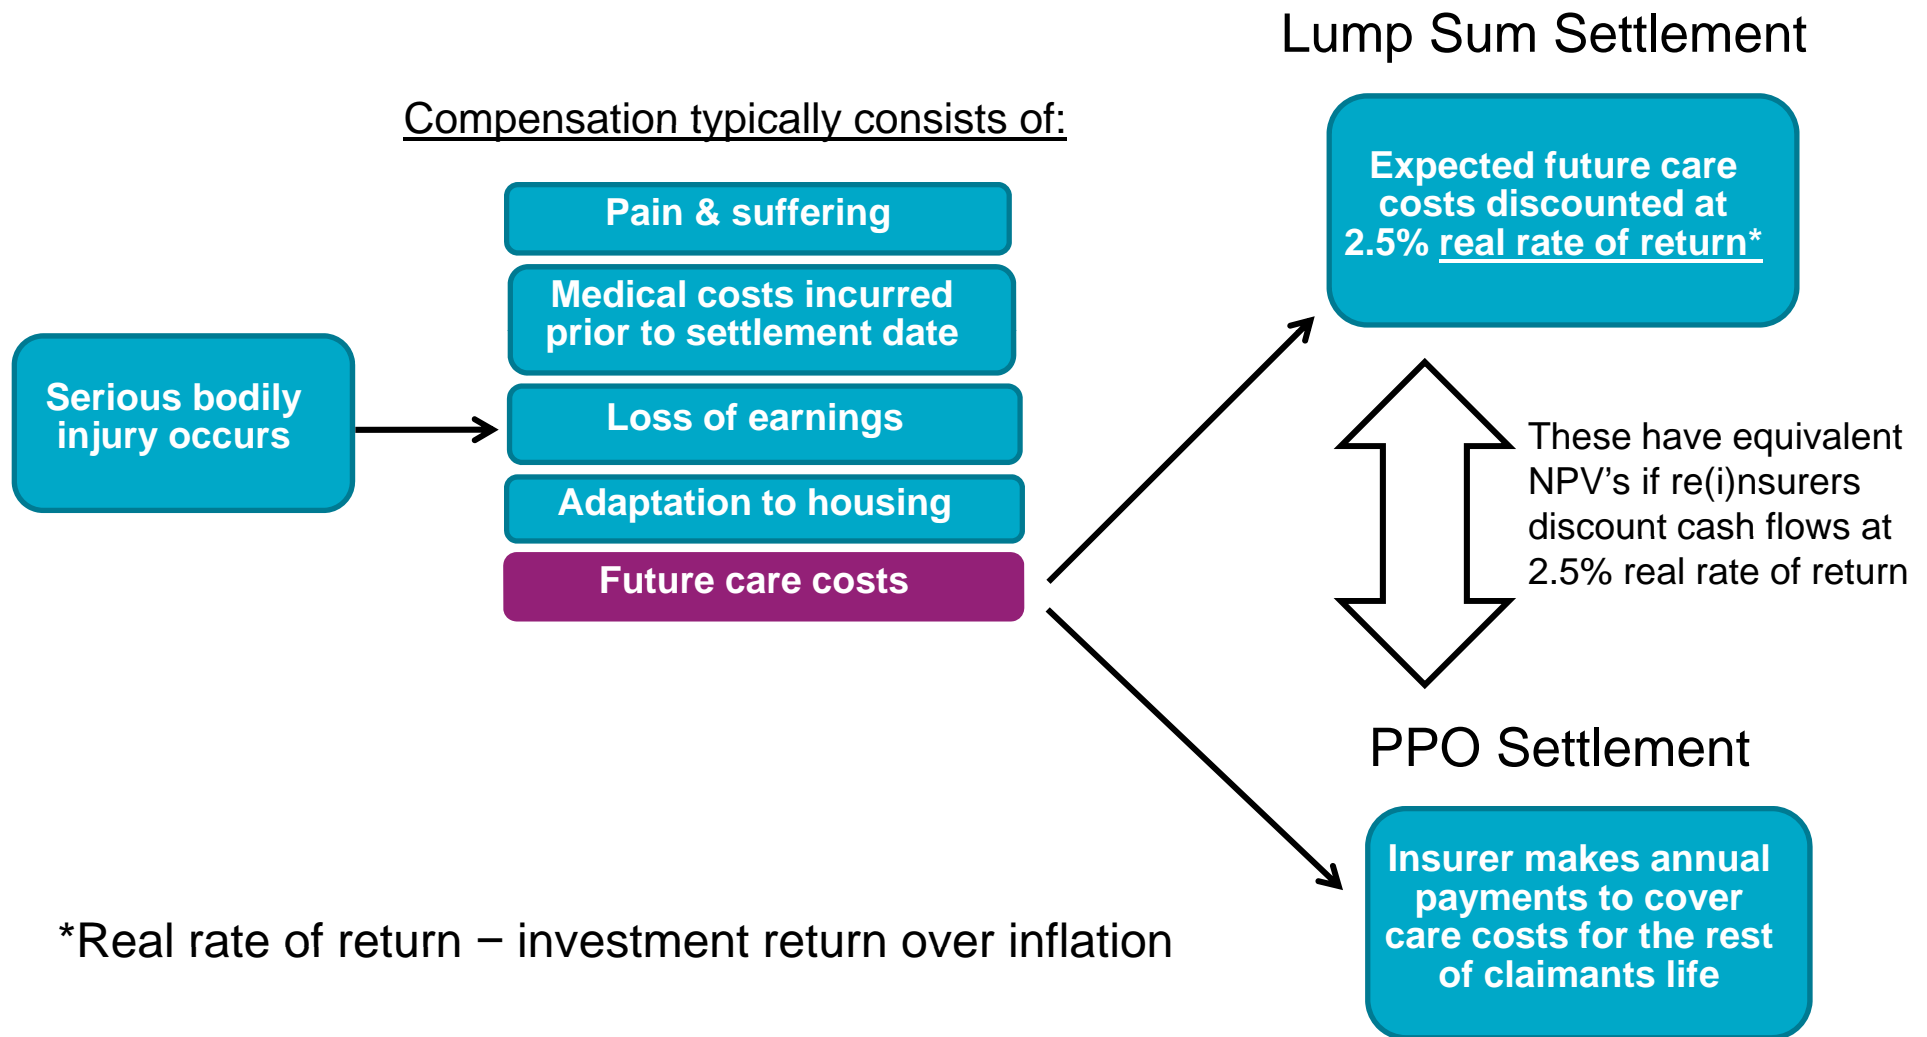 Lump Sum Settlement
Compensation typically consists of:
Expected future care
costs discounted at
2.5% real rate of return*
Pain & suffering
Medical costs incurred
prior to settlement date
Serious bodily
injury occurs
Loss of earnings
Adaptation to housing
Future care costs
These have equivalent
NPV's if re(i)nsurers
discount cash flows at
2.5% real rate of return
PPO Settlement
Insurer makes annual
payments to cover
care costs for the rest
of claimants life
*Real rate of return – investment return over inflation